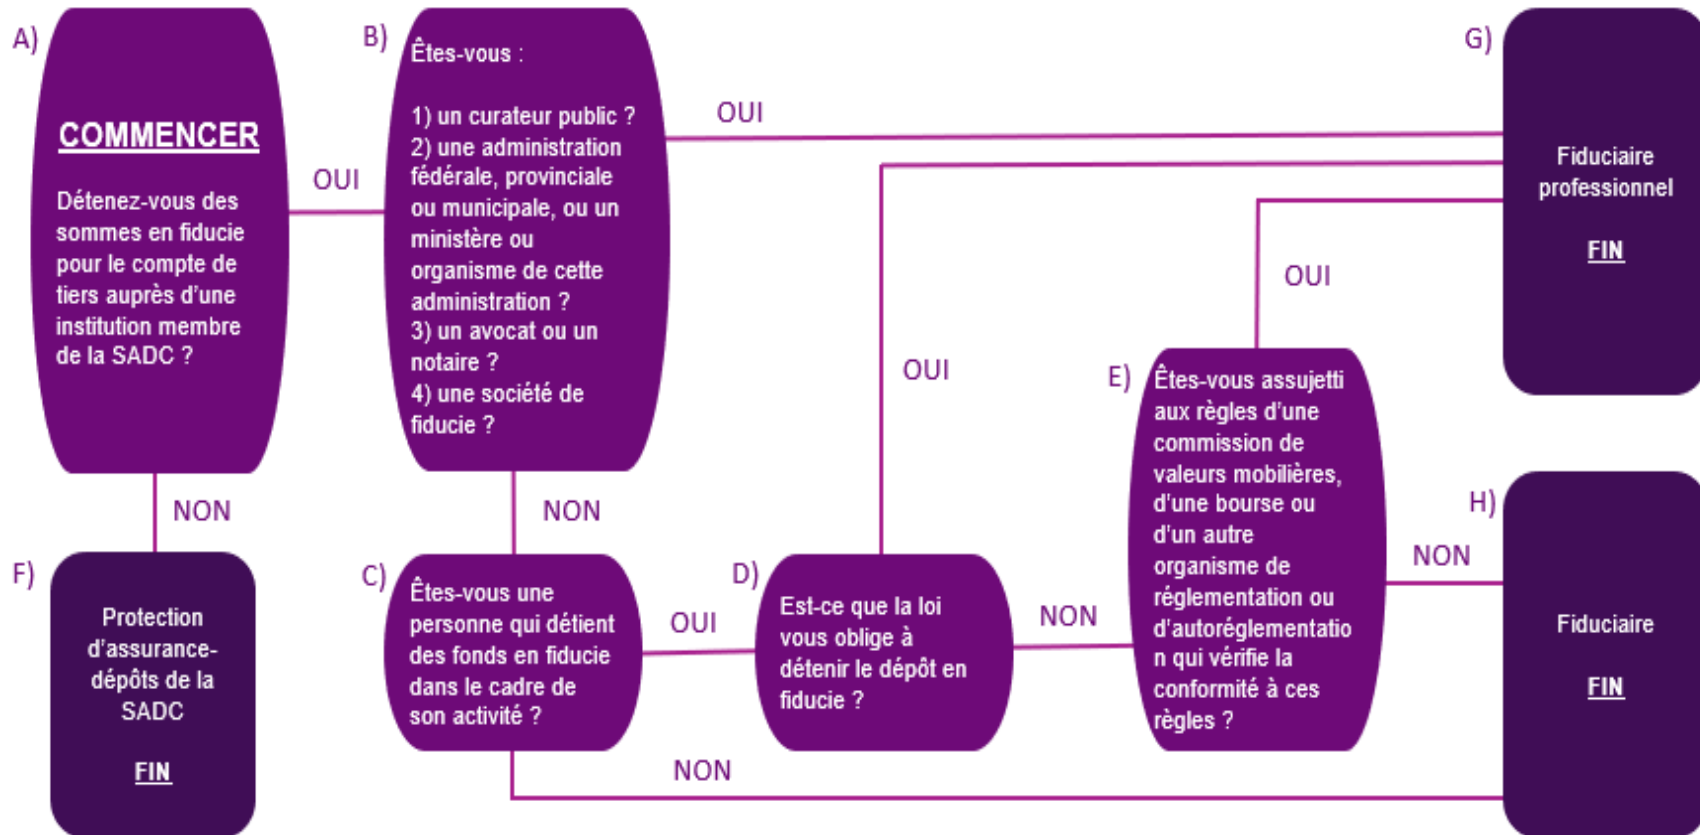 A)
COMMENCER
Détenez-vous des
sommes en fiducie
pour le compte de
tiers auprès d'une
institution membre
de la SADC ?
OUI
NON
B)
Êtes-vous :
1) un curateur public ?
2) une administration
fédérale, provinciale
ou municipale, ou un
ministère ou
organisme de cette
administration ?
3) un avocat ou un
notaire ?
4) une société de
fiducie ?
OUI
NON
C)
Êtes-vous une
personne qui détient
des fonds en fiducie
dans le cadre de
son activité ?
OUI
NON
D)
Est-ce que la loi
vous oblige à
détenir le dépôt en
fiducie ?
OUI
NON
E)
Êtes-vous assujetti
aux règles d'une
commission de
valeurs mobilières,
d'une bourse ou
d'un autre
organisme de
réglementation ou
d'autoréglementatio
n qui vérifie la
conformité à ces
règles ?
OUI
NON
F)
Protection
d'assurance-
dépôts de la
SADC
FIN
G)
Fiduciaire
professionnel
FIN
H)
Fiduciaire
FIN